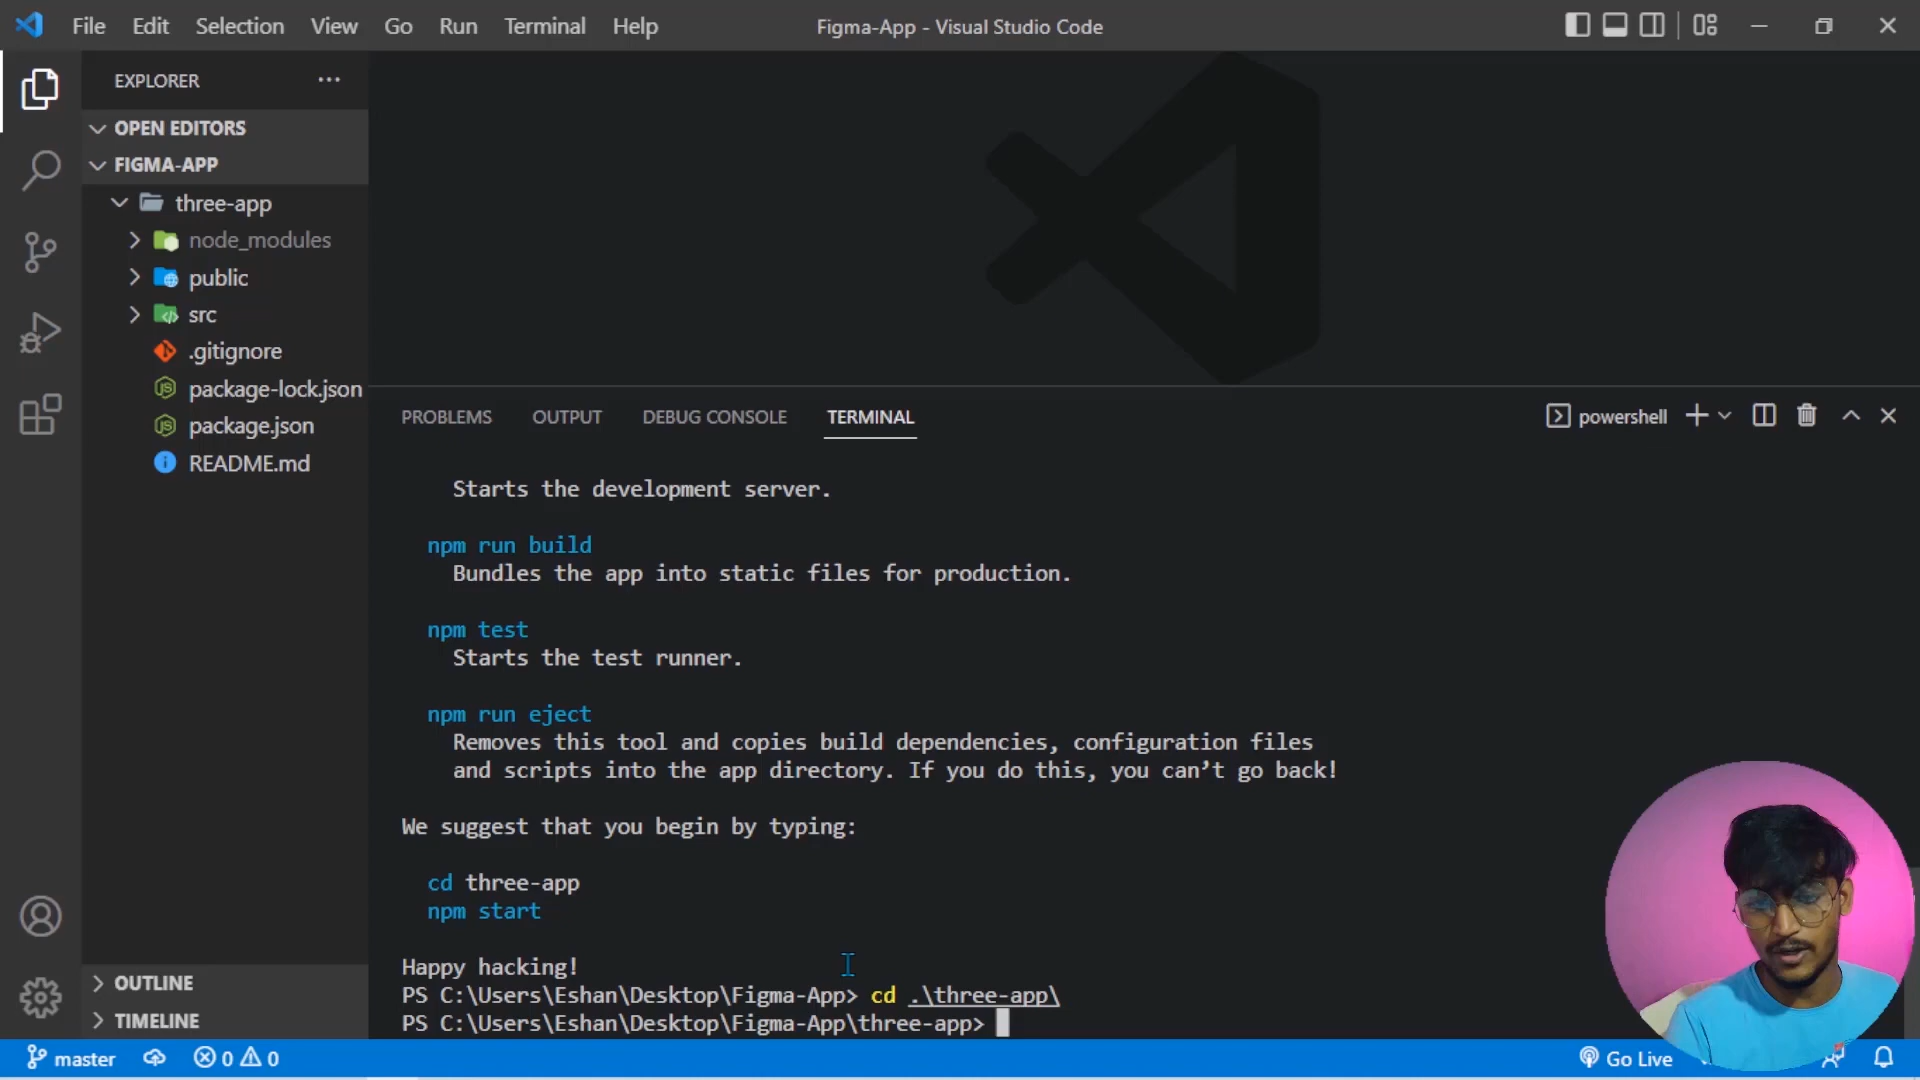 File Edit Selection View Go Run Terminal Help
Figma-App - Visual Studio Code
EXPLORER
OPEN EDITORS
FIGMA-APP
three-app
node_modules
public
src
.gitignore
package-lock.json
package.json
README.md
OUTLINE
TIMELINE
PROBLEMS OUTPUT DEBUG CONSOLE TERMINAL
powershell
Starts the development server.
npm run build
Bundles the app into static files for production.
npm test
Starts the test runner.
npm run eject
Removes this tool and copies build dependencies, configuration files
and scripts into the app directory. If you do this, you can’t go back!
We suggest that you begin by typing:
cd three-app
npm start
Happy hacking!
PS C:\Users\Eshan\Desktop\Figma-App> cd .\three-app\
PS C:\Users\Eshan\Desktop\Figma-App\three-app>
master 0 0 Go Live